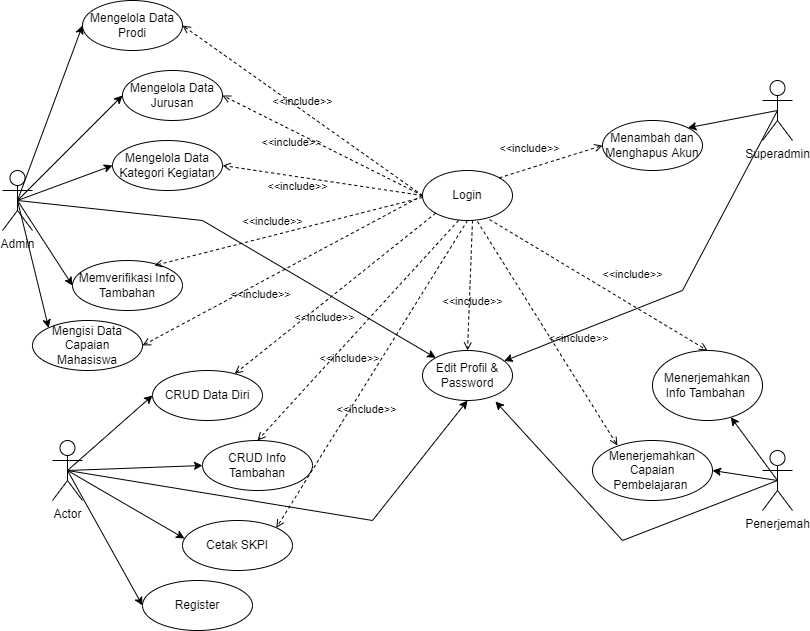 Mengelola Data
Prodi
Mengelola Data
Jurusan
<<include>>
Mengelola Data
Kategori Kegiatan
<<include>>
<<include>>
<<include>>
Login
<<include>>
Menambah dan
Menghapus Akun
Superadmin
Admin
Memverifikasi Info
Tambahan
<<include>>
<<include>>
<<include>>
<<include>>
Mengisi Data
Capaian
Mahasiswa
<<include>>
<<include>>
<<include>>
Edit Profil &
Password
Menerjemahkan
Info Tambahan
CRUD Data Diri
<<include>>
CRUD Info
Tambahan
Menerjemahkan
Capaian
Pembelajaran
Actor
Penerjemah
Cetak SKPI
Register